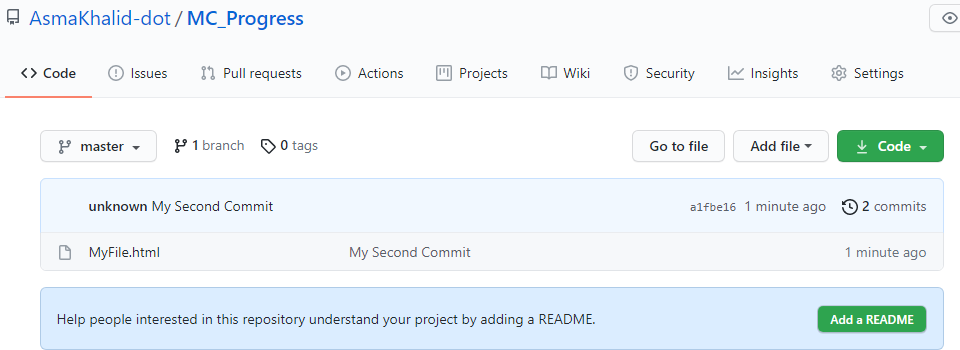 AsmaKhalid-dot / MC_Progress
Code Issues Pull requests Actions Projects Wiki Security Insights Settings
master 1 branch 0 tags Go to file Add file Code
unknown My Second Commit a1fbe16 1 minute ago 2 commits
MyFile.html My Second Commit 1 minute ago
Help people interested in this repository understand your project by adding a README. Add a README